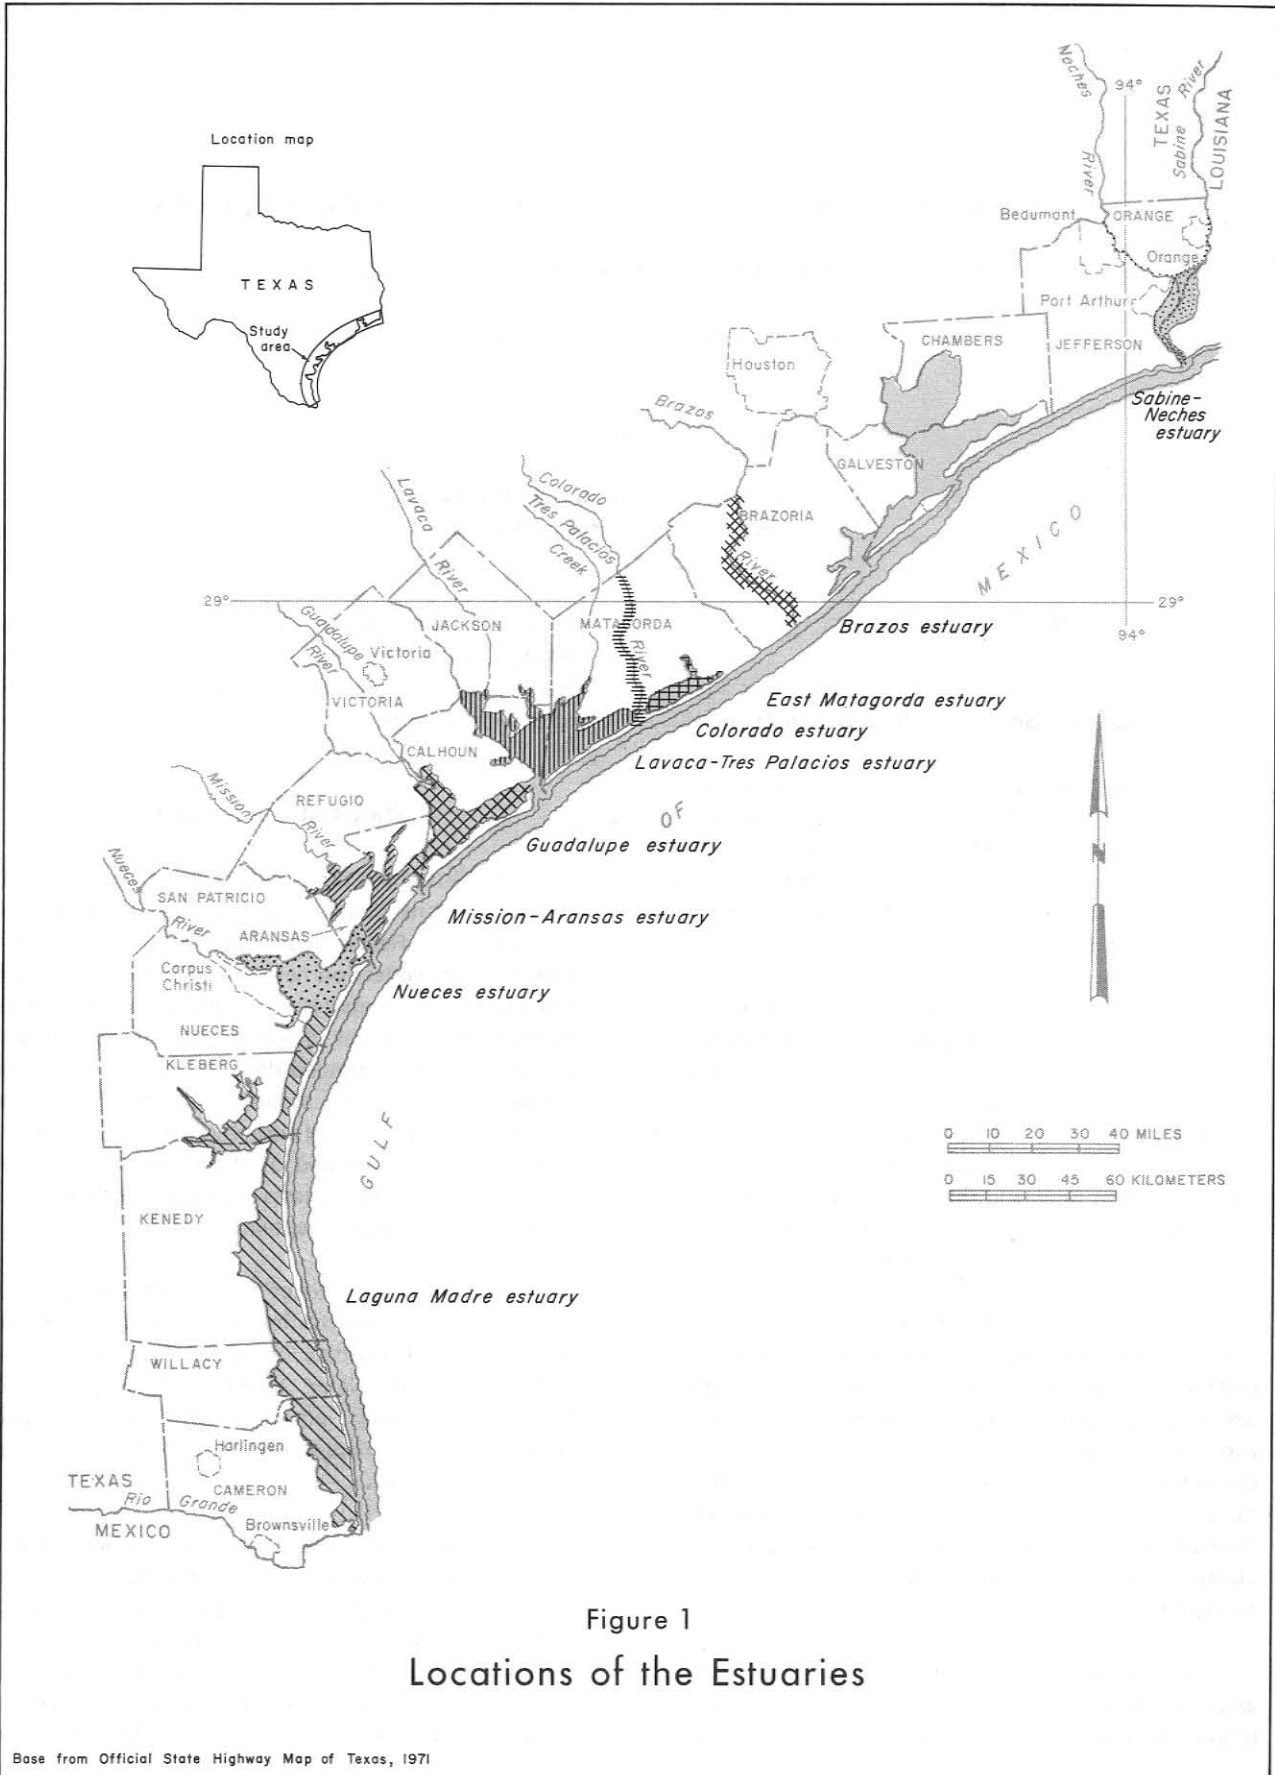 Location map
TEXAS
Study
area
Neches
River
94°
TEXAS
Sabine
River
LOUISIANA
Beaumont
ORANGE
Orange
Port Arthur
CHAMBERS
JEFFERSON
Houston
Sabine-
Neches
estuary
Brazos
GALVESTON
Lavaca
River
Colorado
Tres Palacios
Creek
BRAZORIA
River
MEXICO
29°
29°
94°
Guadalupe
River
JACKSON
MATAGORDA
Brazos estuary
Victoria
River
VICTORIA
East Matagorda estuary
Colorado estuary
CALHOUN
Lavaca-Tres Palacios estuary
Mission
River
REFUGIO
OF
N
Guadalupe estuary
Nueces
River
SAN PATRICIO
Mission-Aransas estuary
ARANSAS
Corpus
Christi
Nueces estuary
NUECES
KLEBERG
GULF
0 10 20 30 40 MILES
0 15 30 45 60 KILOMETERS
KENEDY
Laguna Madre estuary
WILLACY
Harlingen
TEXAS
CAMERON
Rio Grande
MEXICO
Brownsville
Figure 1
Locations of the Estuaries
Base from Official State Highway Map of Texas, 1971